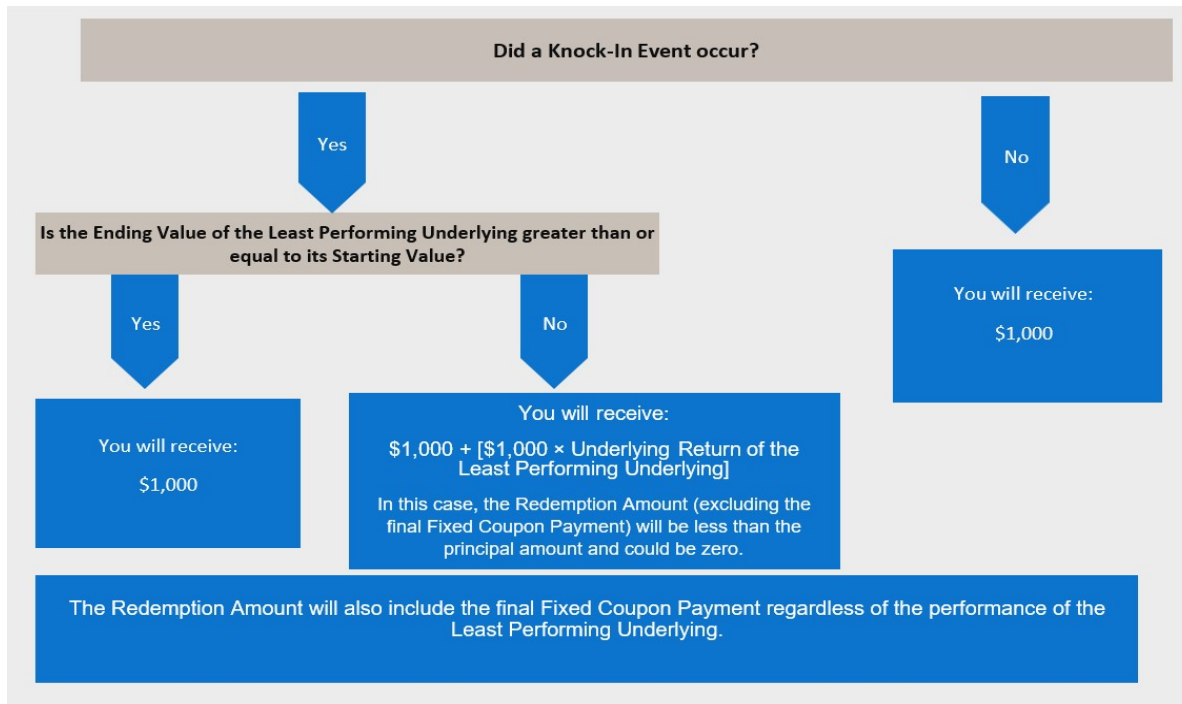 Did a Knock-In Event occur?
Yes
No
Is the Ending Value of the Least Performing Underlying greater than or
equal to its Starting Value?
Yes
No
You will receive:
$1,000
You will receive:
$1,000
You will receive:
$1,000 + [$1,000 × Underlying Return of the
Least Performing Underlying]
In this case, the Redemption Amount (excluding the
final Fixed Coupon Payment) will be less than the
principal amount and could be zero.
The Redemption Amount will also include the final Fixed Coupon Payment regardless of the performance of the
Least Performing Underlying.